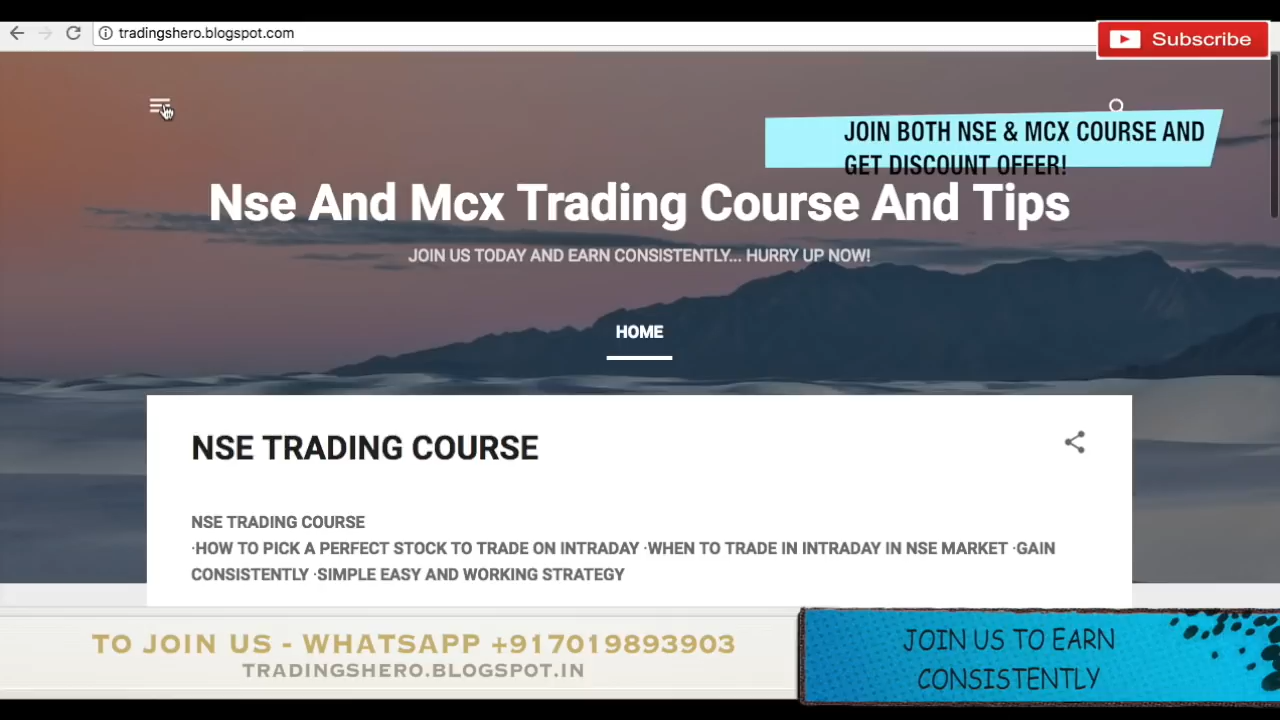 tradingshero.blogspot.com
Subscribe
JOIN BOTH NSE & MCX COURSE AND
GET DISCOUNT OFFER!
Nse And Mcx Trading Course And Tips
JOIN US TODAY AND EARN CONSISTENTLY... HURRY UP NOW!
HOME
NSE TRADING COURSE
NSE TRADING COURSE
·HOW TO PICK A PERFECT STOCK TO TRADE ON INTRADAY ·WHEN TO TRADE IN INTRADAY IN NSE MARKET ·GAIN
CONSISTENTLY ·SIMPLE EASY AND WORKING STRATEGY
TO JOIN US - WHATSAPP +917019893903
TRADINGSHERO.BLOGSPOT.IN
JOIN US TO EARN
CONSISTENTLY